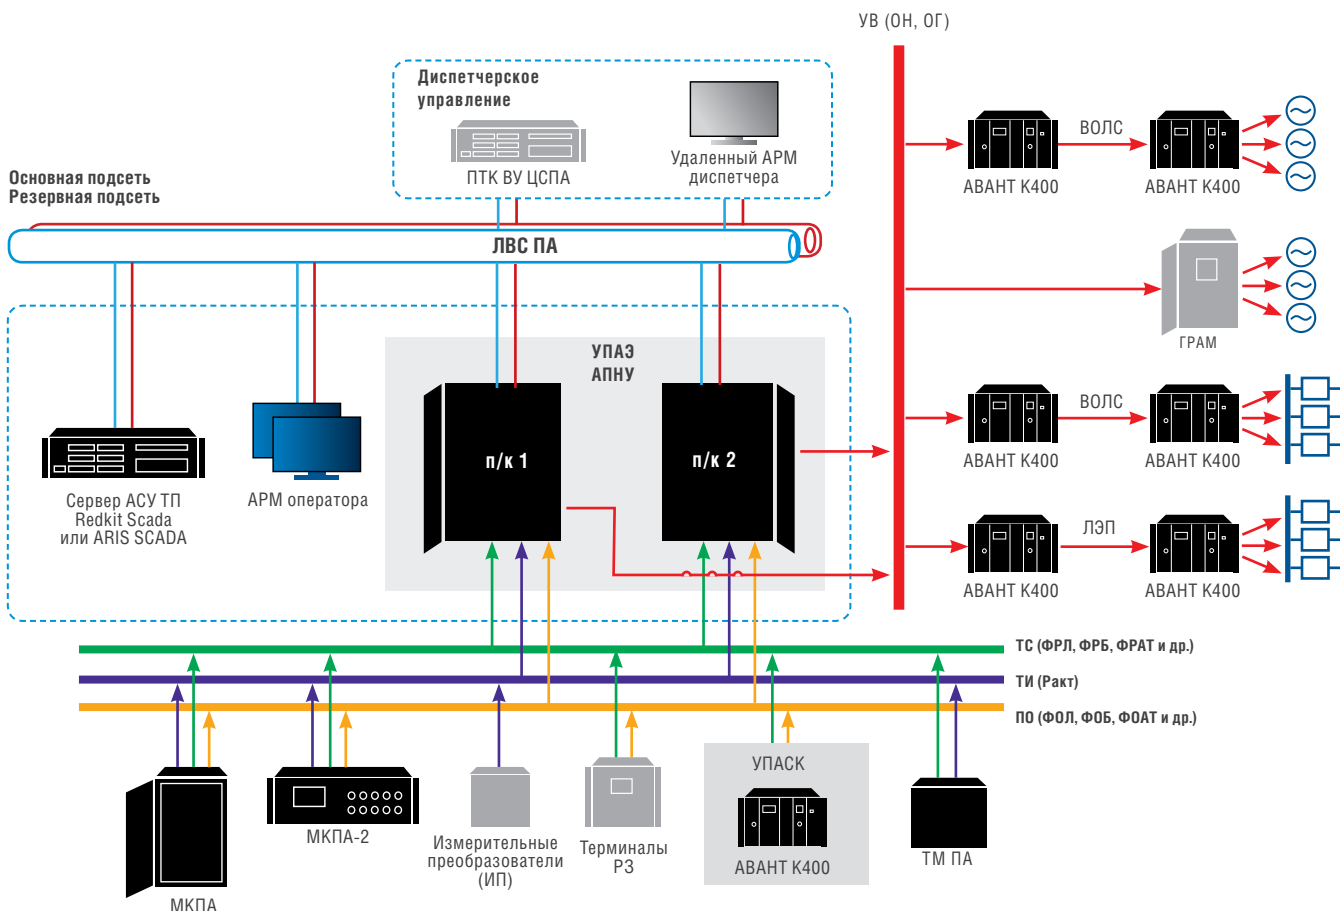 УВ (ОН, ОГ)
Диспетчерское
управление
ПТК ВУ ЦСПА
Удаленный АРМ
диспетчера
Основная подсеть
Резервная подсеть
ЛВС ПА
ВОЛС
АВАНТ К400
АВАНТ К400
ГРАМ
УПАЭ
АПНУ
п/к 1
п/к 2
Сервер АСУ ТП
Redkit Scada
или ARIS SCADA
АРМ оператора
ВОЛС
АВАНТ К400
АВАНТ К400
ЛЭП
АВАНТ К400
АВАНТ К400
ТС (ФРЛ, ФРБ, ФРАТ и др.)
ТИ (Ракт)
ПО (ФОЛ, ФОБ, ФОАТ и др.)
МКПА
МКПА-2
Измерительные
преобразователи
(ИП)
Терминалы
РЗ
УПАСК
АВАНТ К400
ТМ ПА